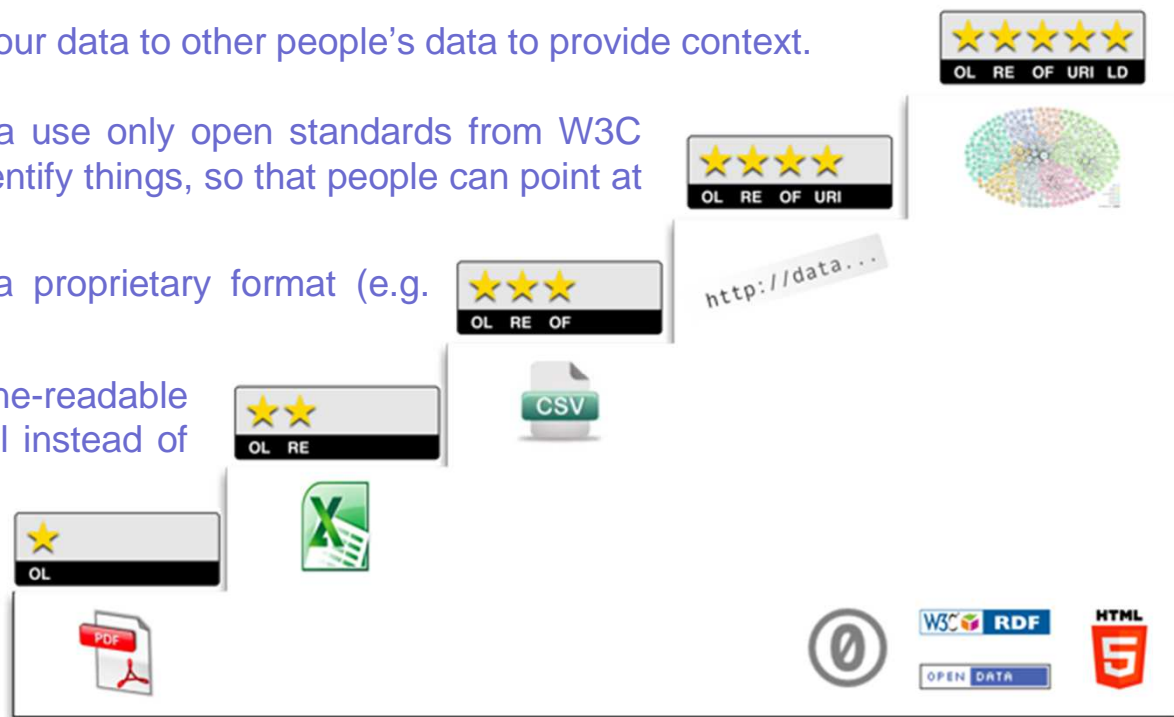 our data to other people's data to provide context.
OL RE OF URI LD
a use only open standards from W3C
entify things, so that people can point at
OL RE OF URI
http://data...
a proprietary format (e.g.
OL RE OF
CSV
ne-readable
l instead of
OL RE
X
OL
PDF
0
W3C RDF
OPEN DATA
HTML
5